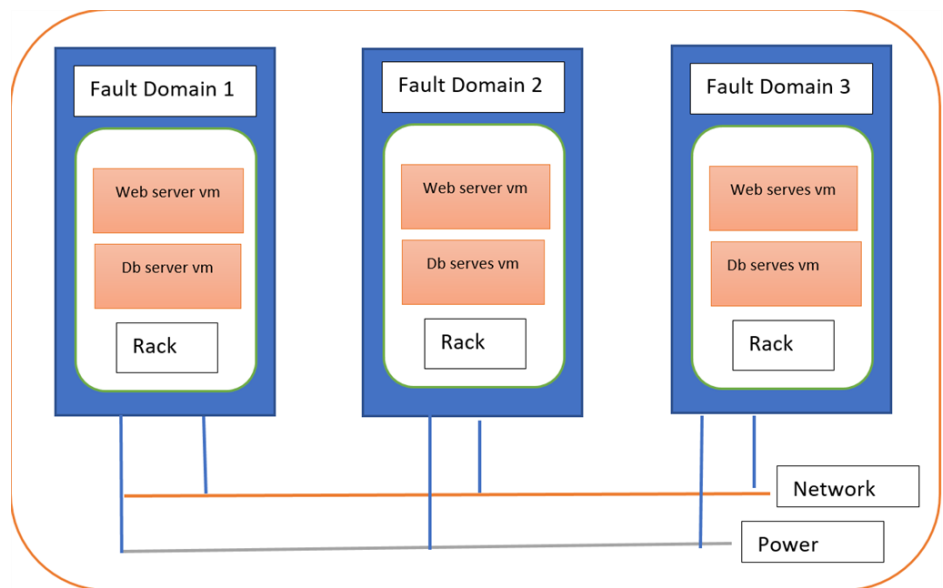 Fault Domain 1
Web server vm
Db server vm
Rack
Fault Domain 2
Web server vm
Db serves vm
Rack
Fault Domain 3
Web serves vm
Db serves vm
Rack
Network
Power